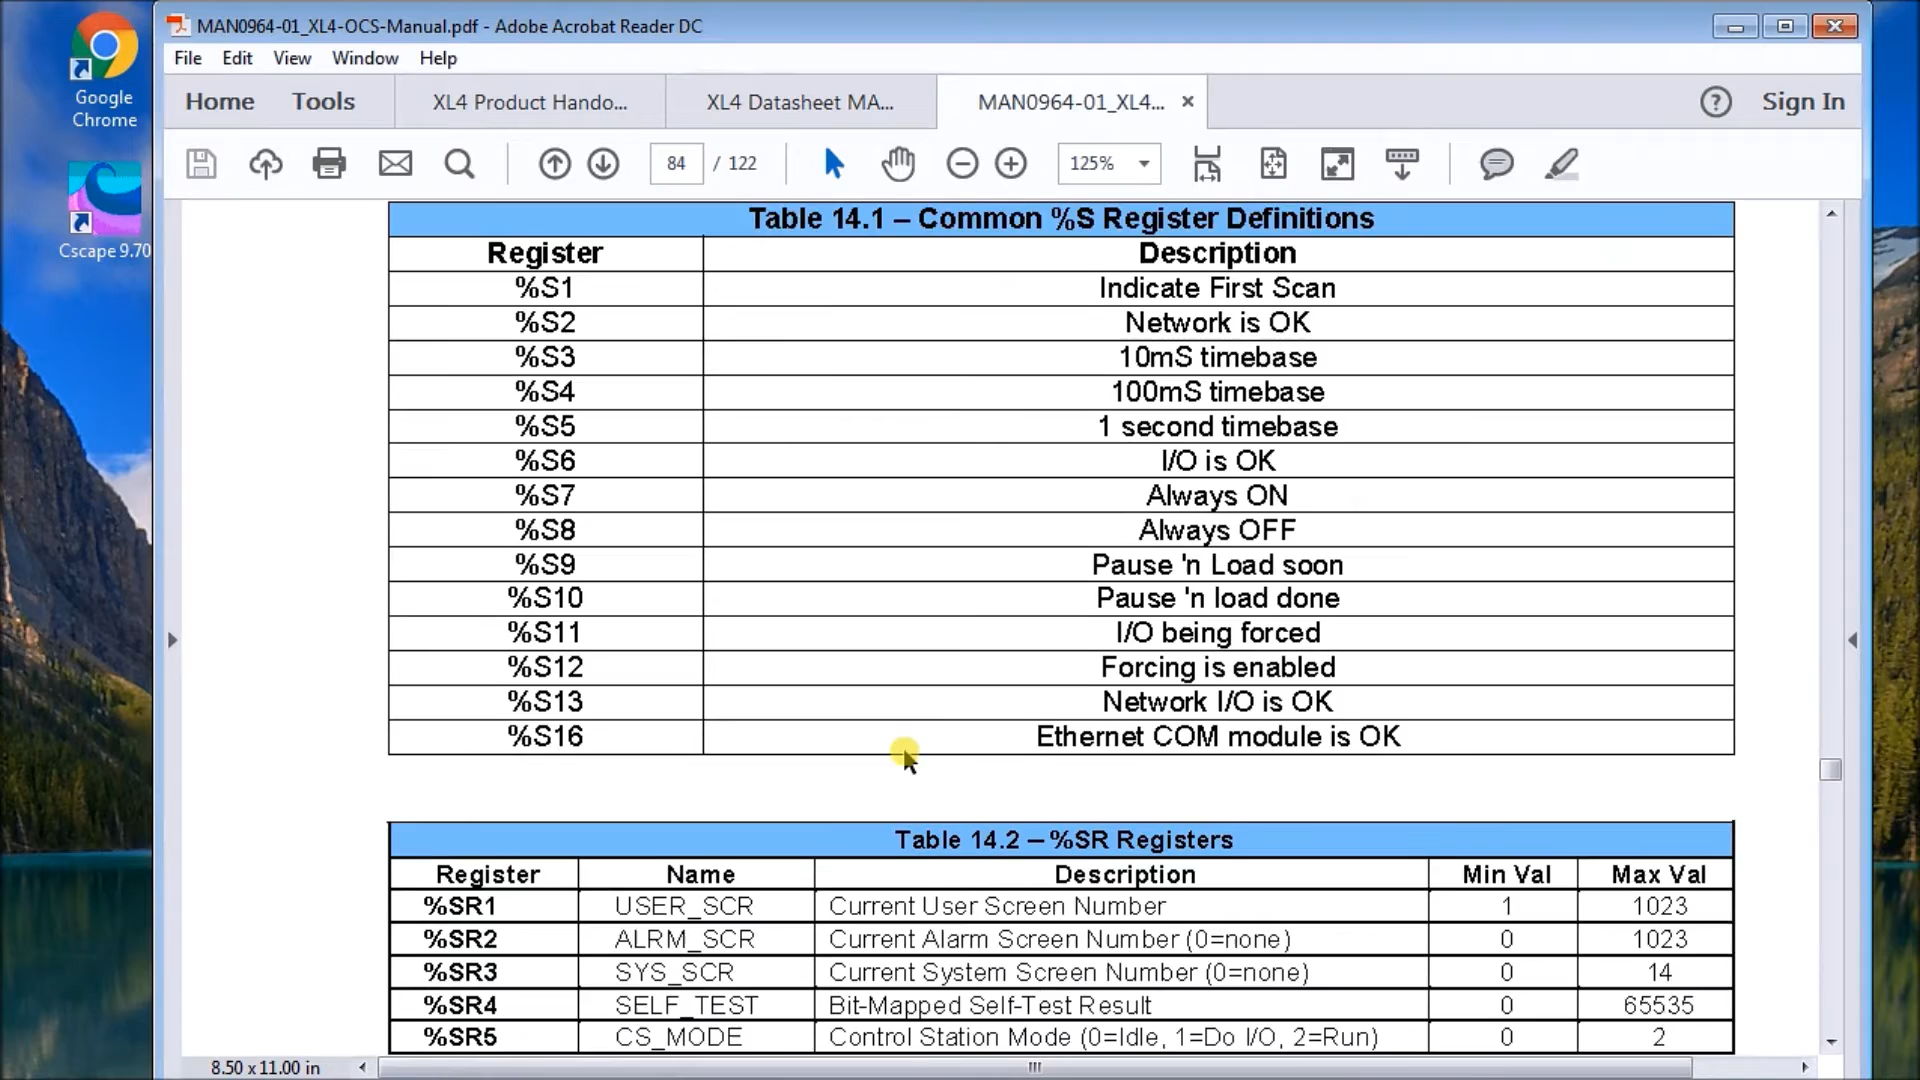 Google
Chrome
Cscape 9.70
MAN0964-01_XL4-OCS-Manual.pdf - Adobe Acrobat Reader DC
File Edit View Window Help
Home Tools XL4 Product Hando... XL4 Datasheet MA... MAN0964-01_XL4... × ? Sign In
84 / 122 125%
Table 14.1 – Common %S Register Definitions
Register Description
%S1 Indicate First Scan
%S2 Network is OK
%S3 10mS timebase
%S4 100mS timebase
%S5 1 second timebase
%S6 I/O is OK
%S7 Always ON
%S8 Always OFF
%S9 Pause 'n Load soon
%S10 Pause 'n load done
%S11 I/O being forced
%S12 Forcing is enabled
%S13 Network I/O is OK
%S16 Ethernet COM module is OK
Table 14.2 – %SR Registers
Register Name Description Min Val Max Val
%SR1 USER_SCR Current User Screen Number 1 1023
%SR2 ALRM_SCR Current Alarm Screen Number (0=none) 0 1023
%SR3 SYS_SCR Current System Screen Number (0=none) 0 14
%SR4 SELF_TEST Bit-Mapped Self-Test Result 0 65535
%SR5 CS_MODE Control Station Mode (0=Idle, 1=Do I/O, 2=Run) 0 2
8.50 x 11.00 in